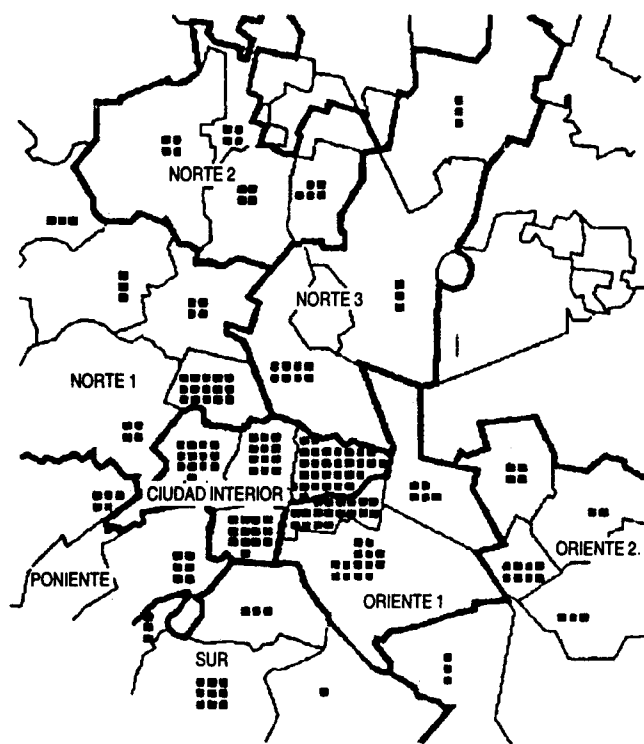 NORTE 2
NORTE 3
NORTE 1
CIUDAD INTERIOR
PONIENTE
ORIENTE 2.
ORIENTE 1
SUR